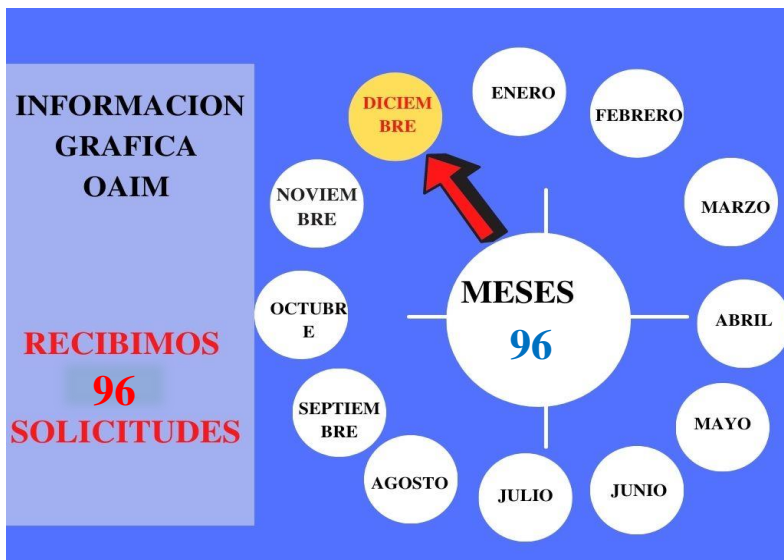 INFORMACION
GRAFICA
OAIM
RECIBIMOS
96
SOLICITUDES
MESES
96
ENERO
FEBRERO
MARZO
ABRIL
MAYO
JUNIO
JULIO
AGOSTO
SEPTIEM
BRE
OCTUBR
E
NOVIEM
BRE
DICIEM
BRE